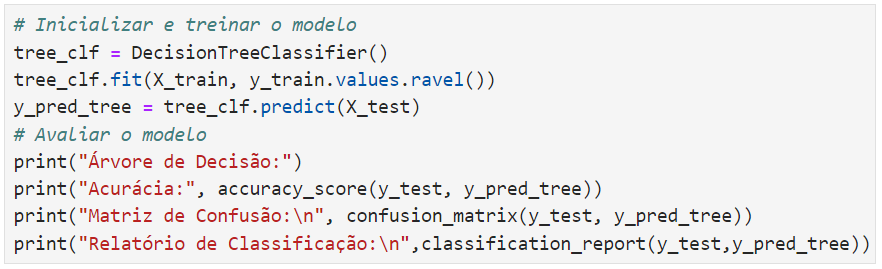 # Inicializar e treinar o modelo
tree_clf = DecisionTreeClassifier()
tree_clf.fit(X_train, y_train.values.ravel())
y_pred_tree = tree_clf.predict(X_test)
# Avaliar o modelo
print("Árvore de Decisão:")
print("Acurácia:", accuracy_score(y_test, y_pred_tree))
print("Matriz de Confusão:\n", confusion_matrix(y_test, y_pred_tree))
print("Relatório de Classificação:\n",classification_report(y_test,y_pred_tree))